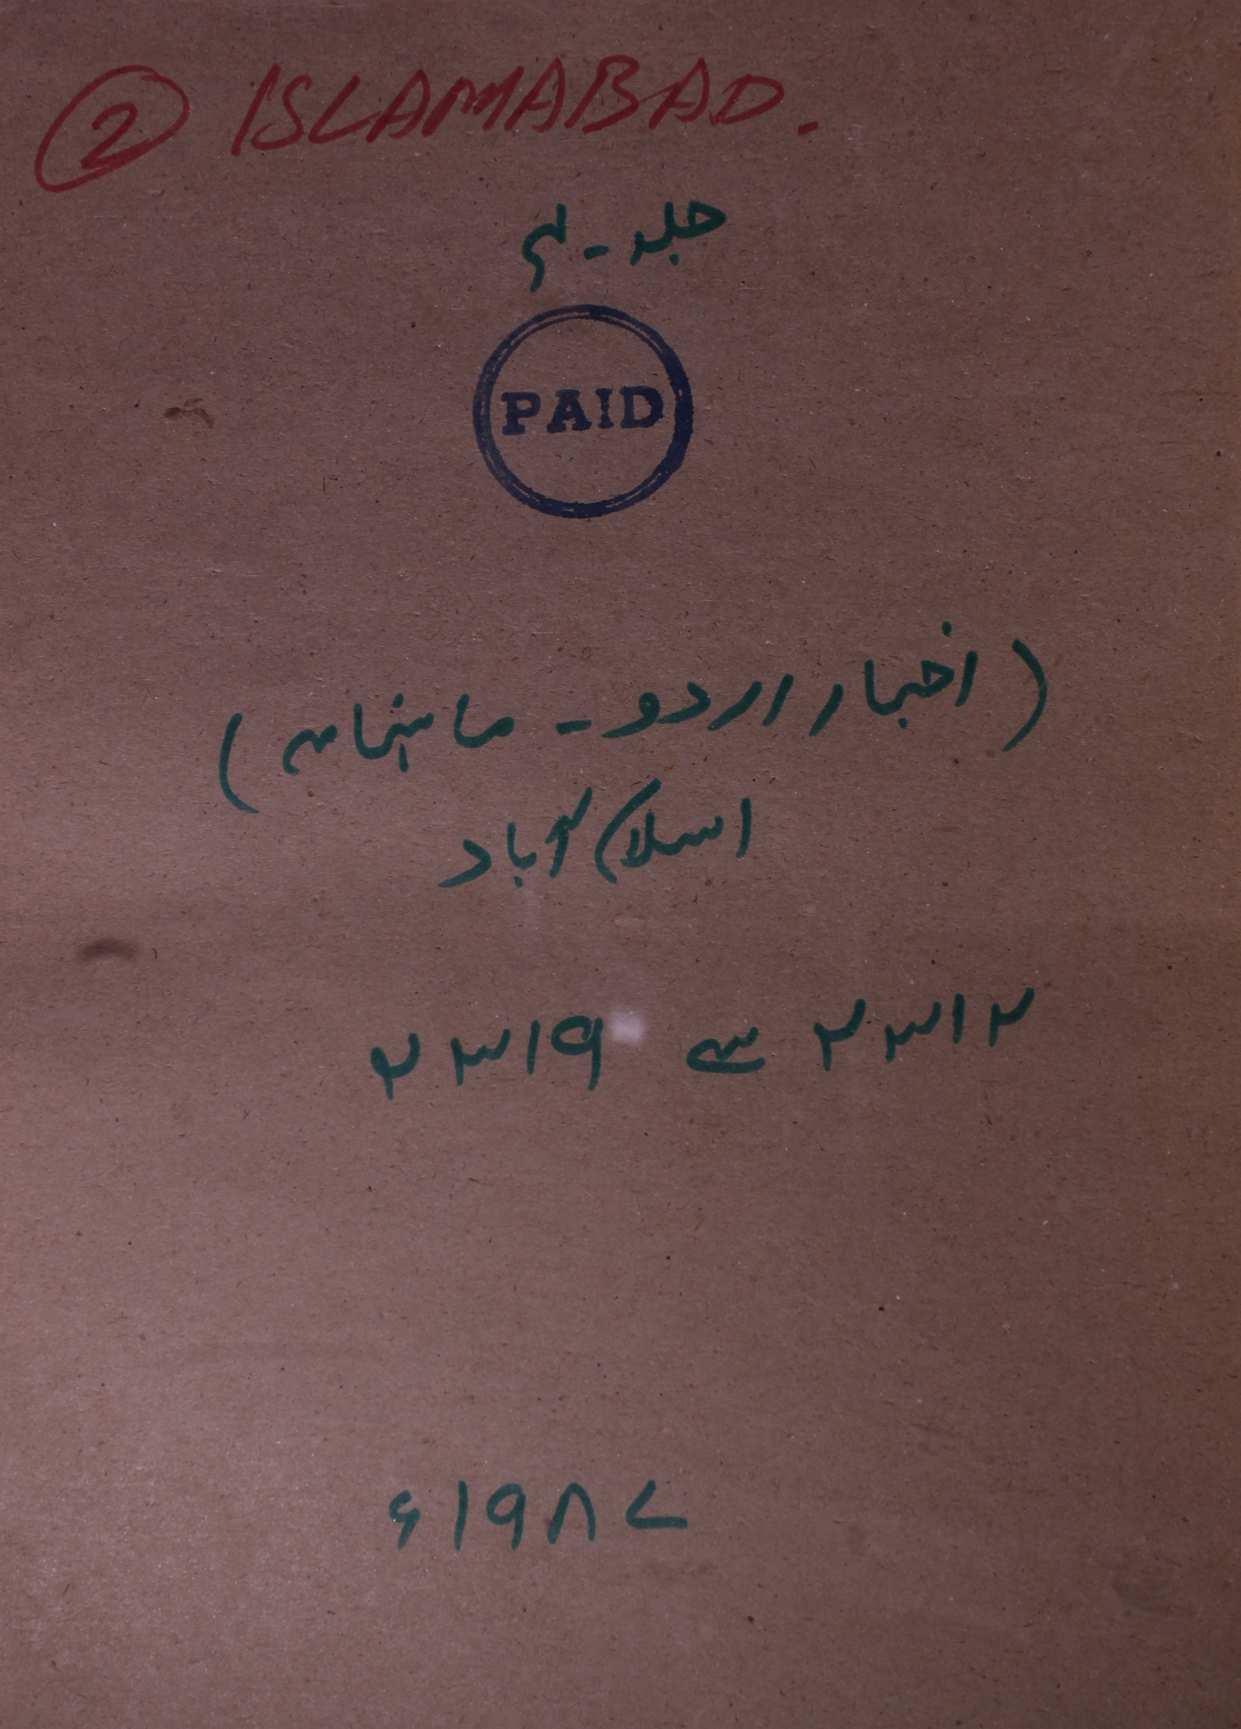 ② ISLAMABAD.
جلد - ۴
PAID
(اخبار اردو - ماہنامہ)
اسلام آباد
۲۳۱۲ سے ۲۳۱۹
۱۹۸۷ء